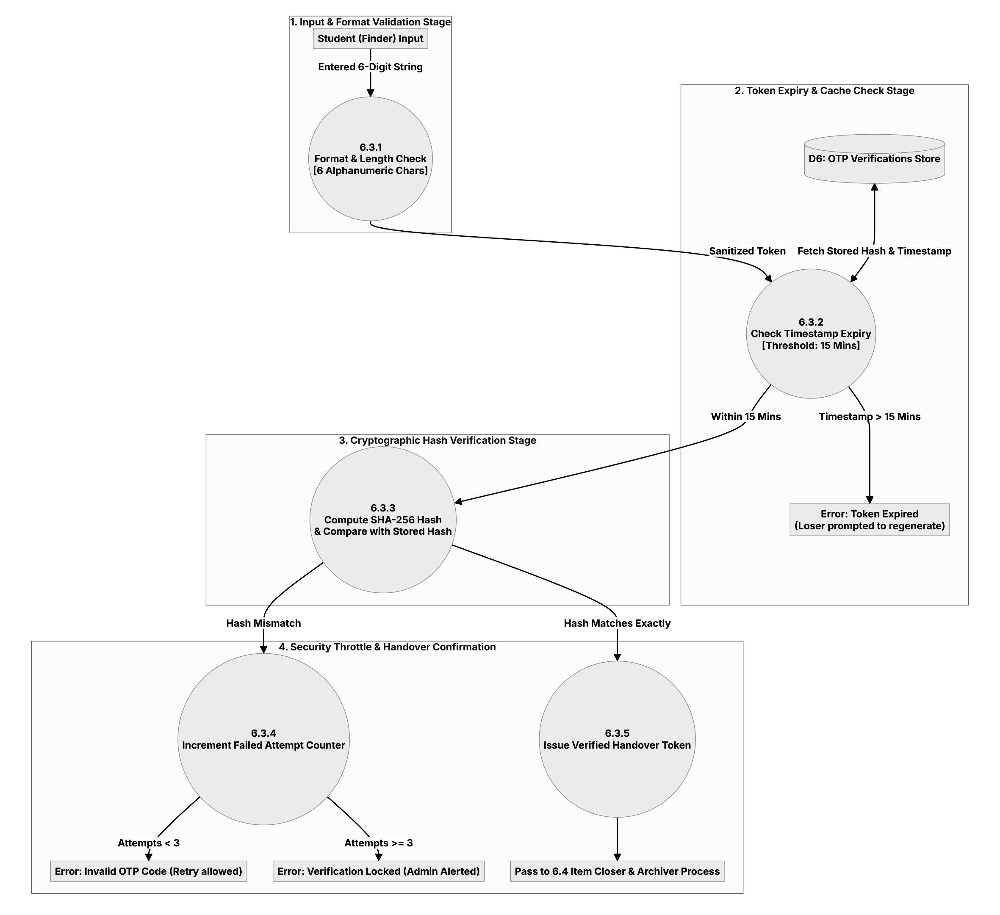 1. Input & Format Validation Stage
Student (Finder) Input
Entered 6-Digit String
6.3.1
Format & Length Check
[6 Alphanumeric Chars]
2. Token Expiry & Cache Check Stage
D6: OTP Verifications Store
Sanitized Token
Fetch Stored Hash & Timestamp
6.3.2
Check Timestamp Expiry
[Threshold: 15 Mins]
Within 15 Mins
Timestamp > 15 Mins
Error: Token Expired
(Loser prompted to regenerate)
3. Cryptographic Hash Verification Stage
6.3.3
Compute SHA-256 Hash
& Compare with Stored Hash
Hash Mismatch
Hash Matches Exactly
4. Security Throttle & Handover Confirmation
6.3.4
Increment Failed Attempt Counter
6.3.5
Issue Verified Handover Token
Attempts < 3
Attempts >= 3
Error: Invalid OTP Code (Retry allowed)
Error: Verification Locked (Admin Alerted)
Pass to 6.4 Item Closer & Archiver Process